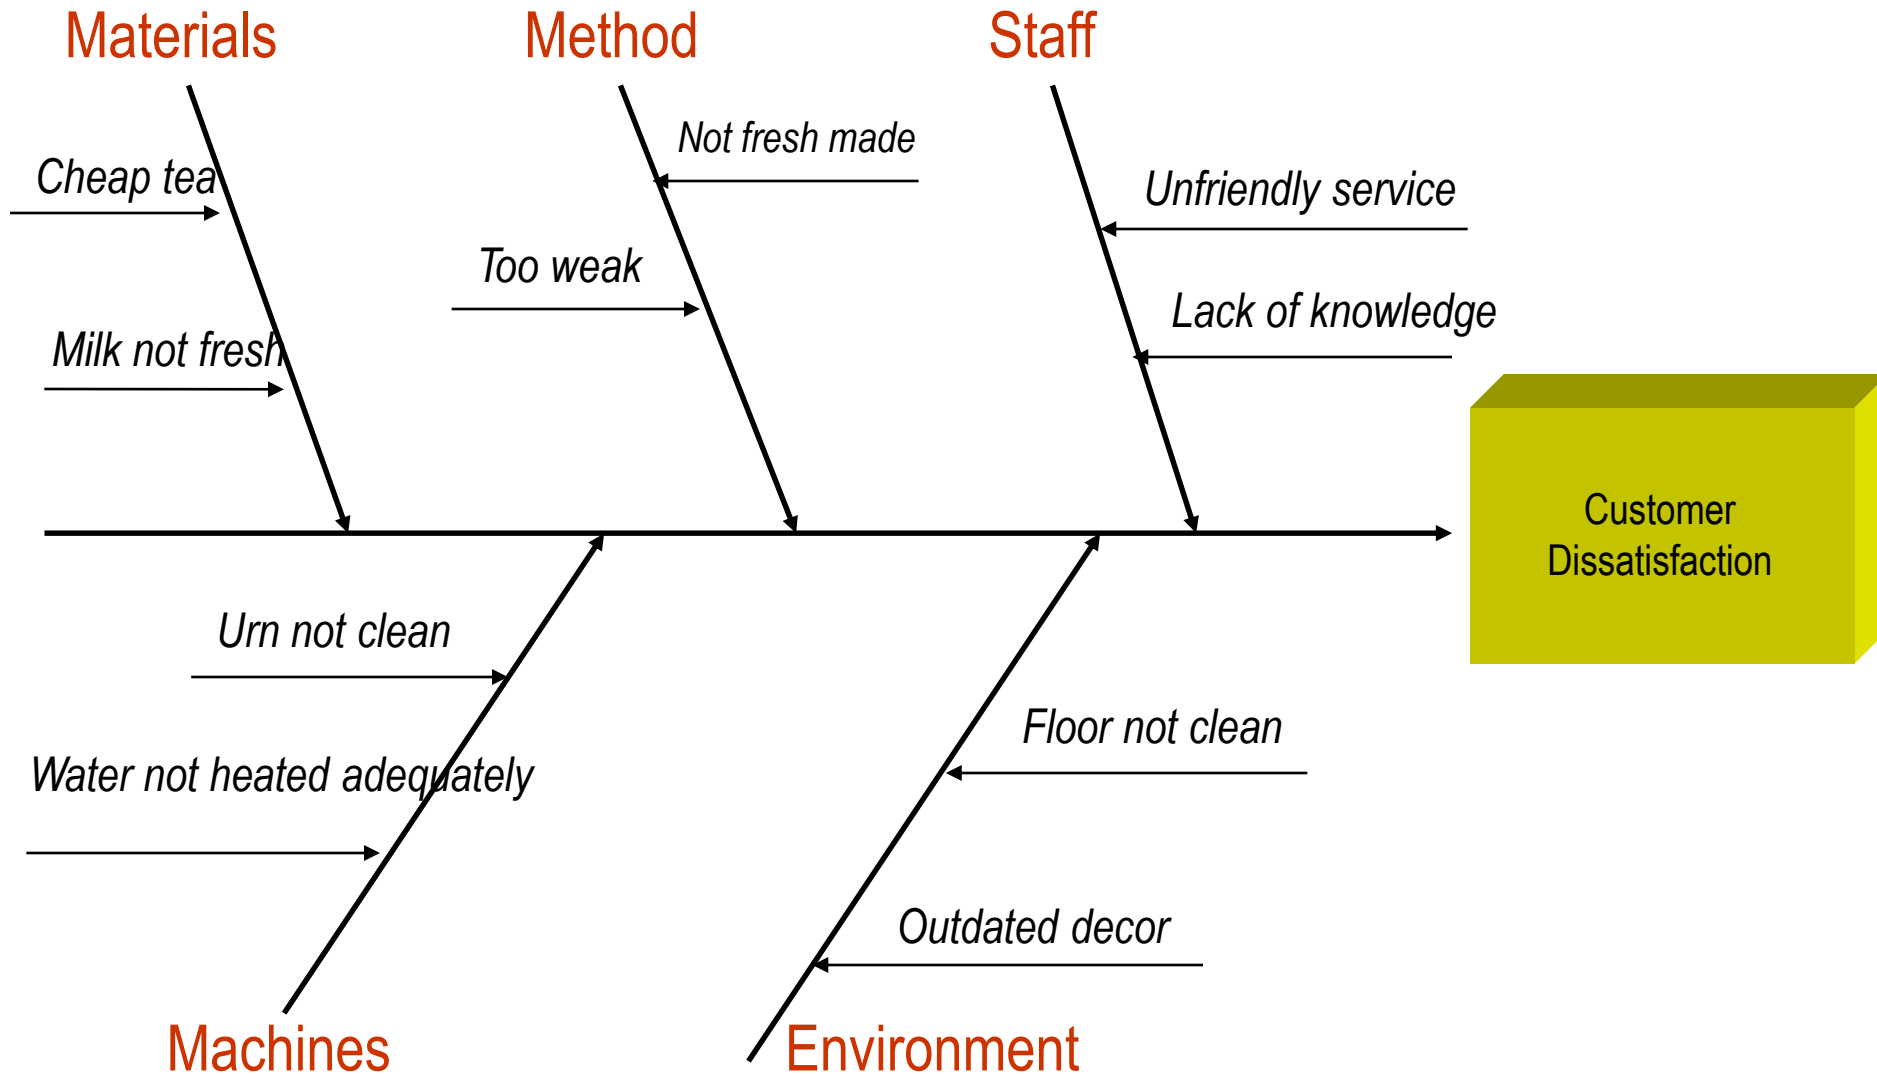 Materials
Method
Staff
Not fresh made
Cheap tea
Unfriendly service
Too weak
Lack of knowledge
Milk not fresh
Customer
Dissatisfaction
Urn not clean
Floor not clean
Water not heated adequately
Outdated decor
Machines
Environment